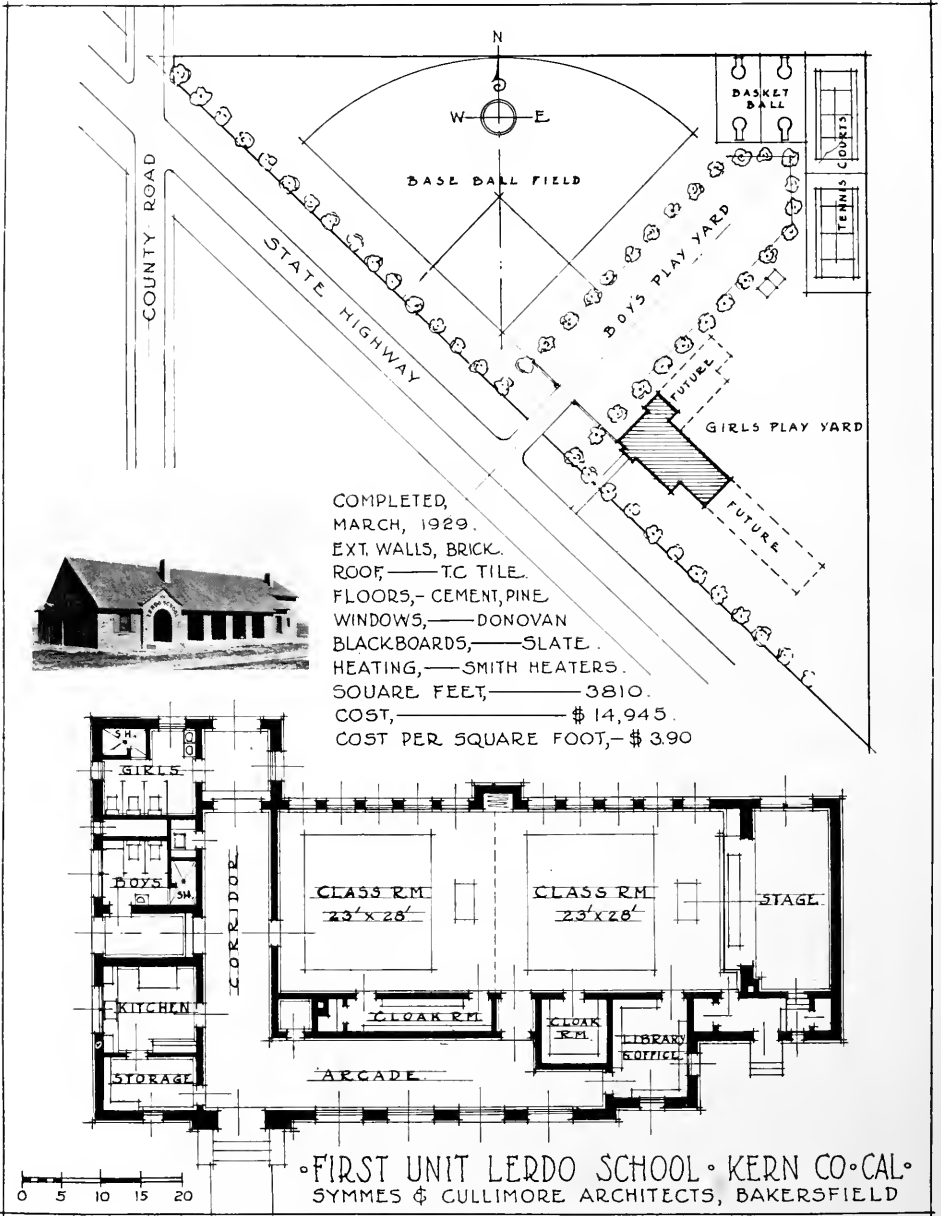 N
W E
BASKET
BALL
TENNIS COURTS
BASE BALL FIELD
COUNTY ROAD
STATE HIGHWAY
BOY'S PLAY YARD
FUTURE
GIRLS PLAY YARD
FUTURE
COMPLETED,
MARCH, 1929.
EXT. WALLS, BRICK.
ROOF,——T.C TILE.
FLOORS,- CEMENT, PINE
WINDOWS,——DONOVAN
BLACKBOARDS,——SLATE.
HEATING,——SMITH HEATERS.
SQUARE FEET,————3810.
COST,——————$ 14,945.
COST PER SQUARE FOOT,-$ 3.90
LERDO SCHOOL
SH.
GIRLS
BOYS
SH.
CORRIDOR
CLASS RM
23' X 28'
CLASS RM
23' X 28'
STAGE
KITCHEN
CLOAK RM.
CLOAK
RM.
LIBRARY
& OFFICE
STORAGE
ARCADE.
0 5 10 15 20
•FIRST UNIT LERDO SCHOOL • KERN CO • CAL•
SYMMES & CULLIMORE ARCHITECTS, BAKERSFIELD